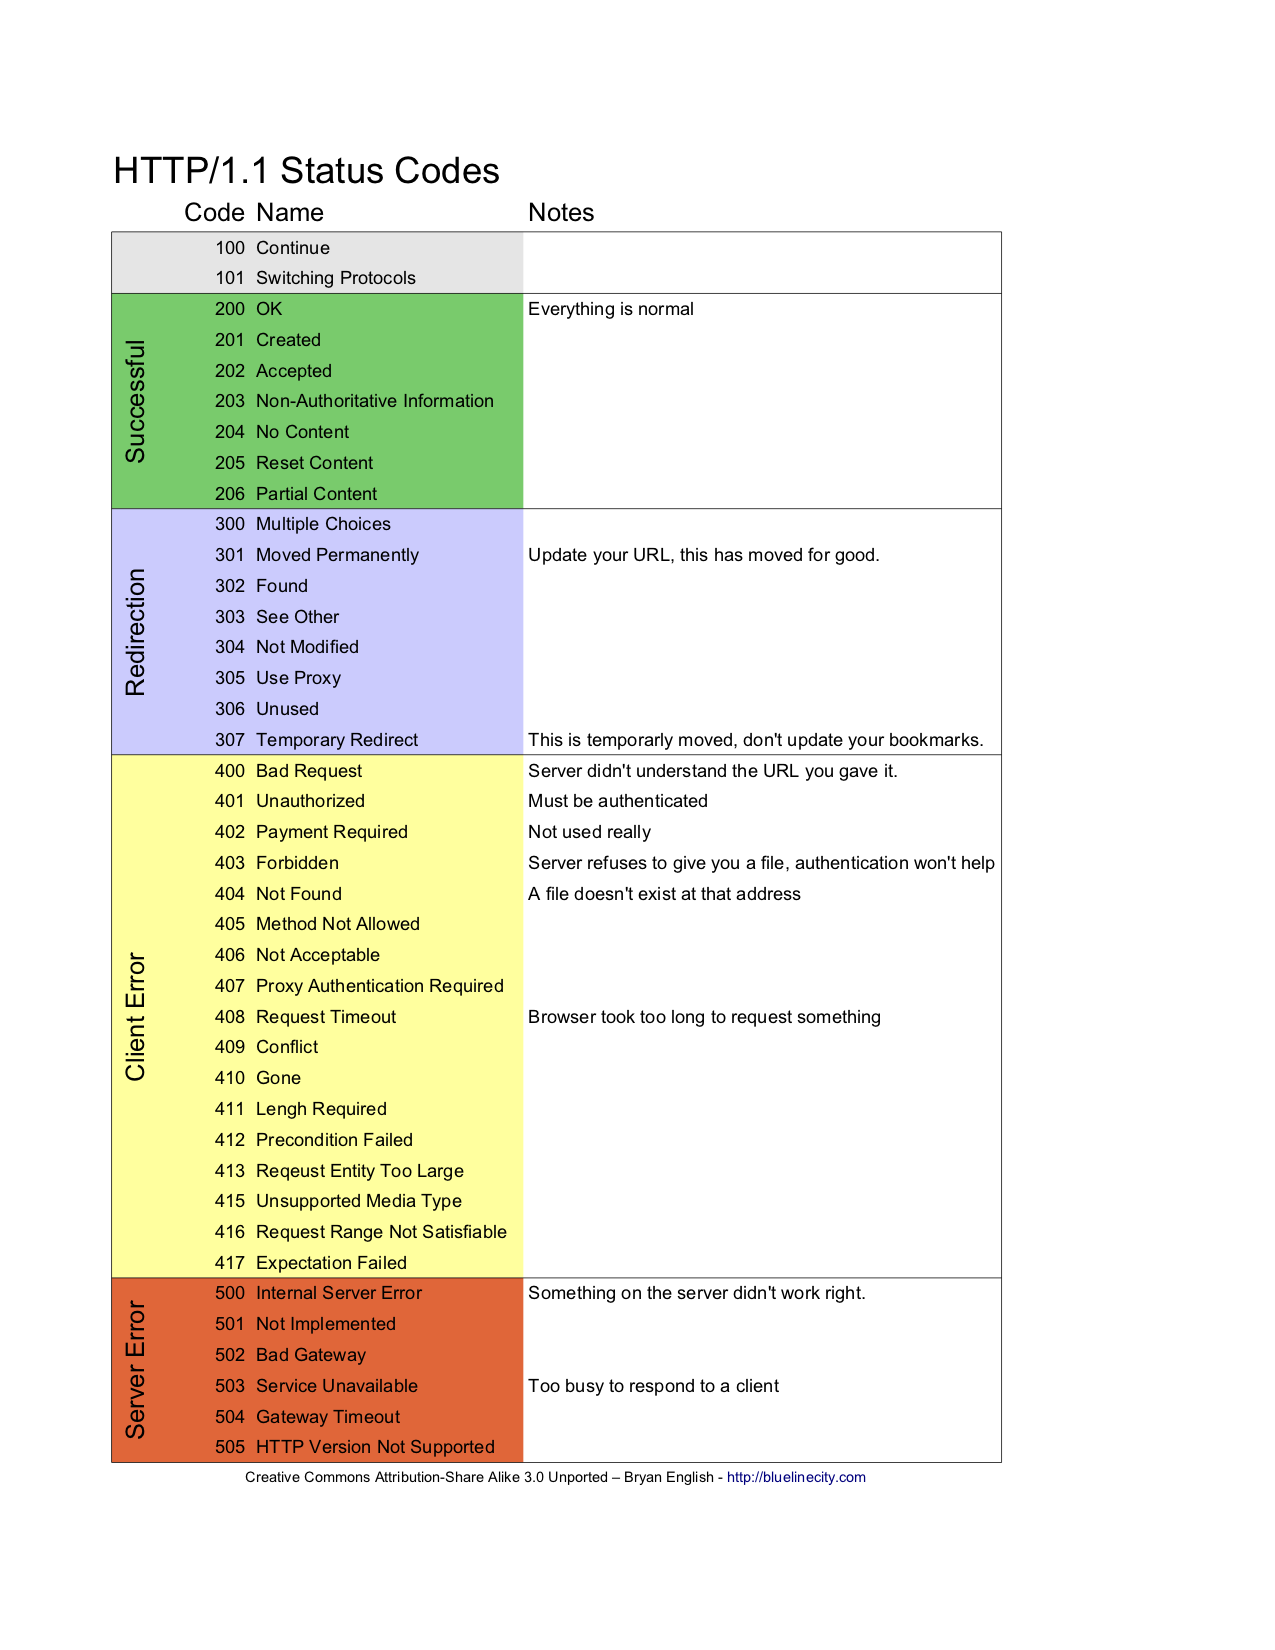 HTTP/1.1 Status Codes
Code Name Notes
100 Continue
101 Switching Protocols
Successful
200 OK Everything is normal
201 Created
202 Accepted
203 Non-Authoritative Information
204 No Content
205 Reset Content
206 Partial Content
Redirection
300 Multiple Choices
301 Moved Permanently Update your URL, this has moved for good.
302 Found
303 See Other
304 Not Modified
305 Use Proxy
306 Unused
307 Temporary Redirect This is temporarly moved, don't update your bookmarks.
Client Error
400 Bad Request Server didn't understand the URL you gave it.
401 Unauthorized Must be authenticated
402 Payment Required Not used really
403 Forbidden Server refuses to give you a file, authentication won't help
404 Not Found A file doesn't exist at that address
405 Method Not Allowed
406 Not Acceptable
407 Proxy Authentication Required
408 Request Timeout Browser took too long to request something
409 Conflict
410 Gone
411 Lengh Required
412 Precondition Failed
413 Reqeust Entity Too Large
415 Unsupported Media Type
416 Request Range Not Satisfiable
417 Expectation Failed
Server Error
500 Internal Server Error Something on the server didn't work right.
501 Not Implemented
502 Bad Gateway
503 Service Unavailable Too busy to respond to a client
504 Gateway Timeout
505 HTTP Version Not Supported
Creative Commons Attribution-Share Alike 3.0 Unported – Bryan English - http://bluelinecity.com